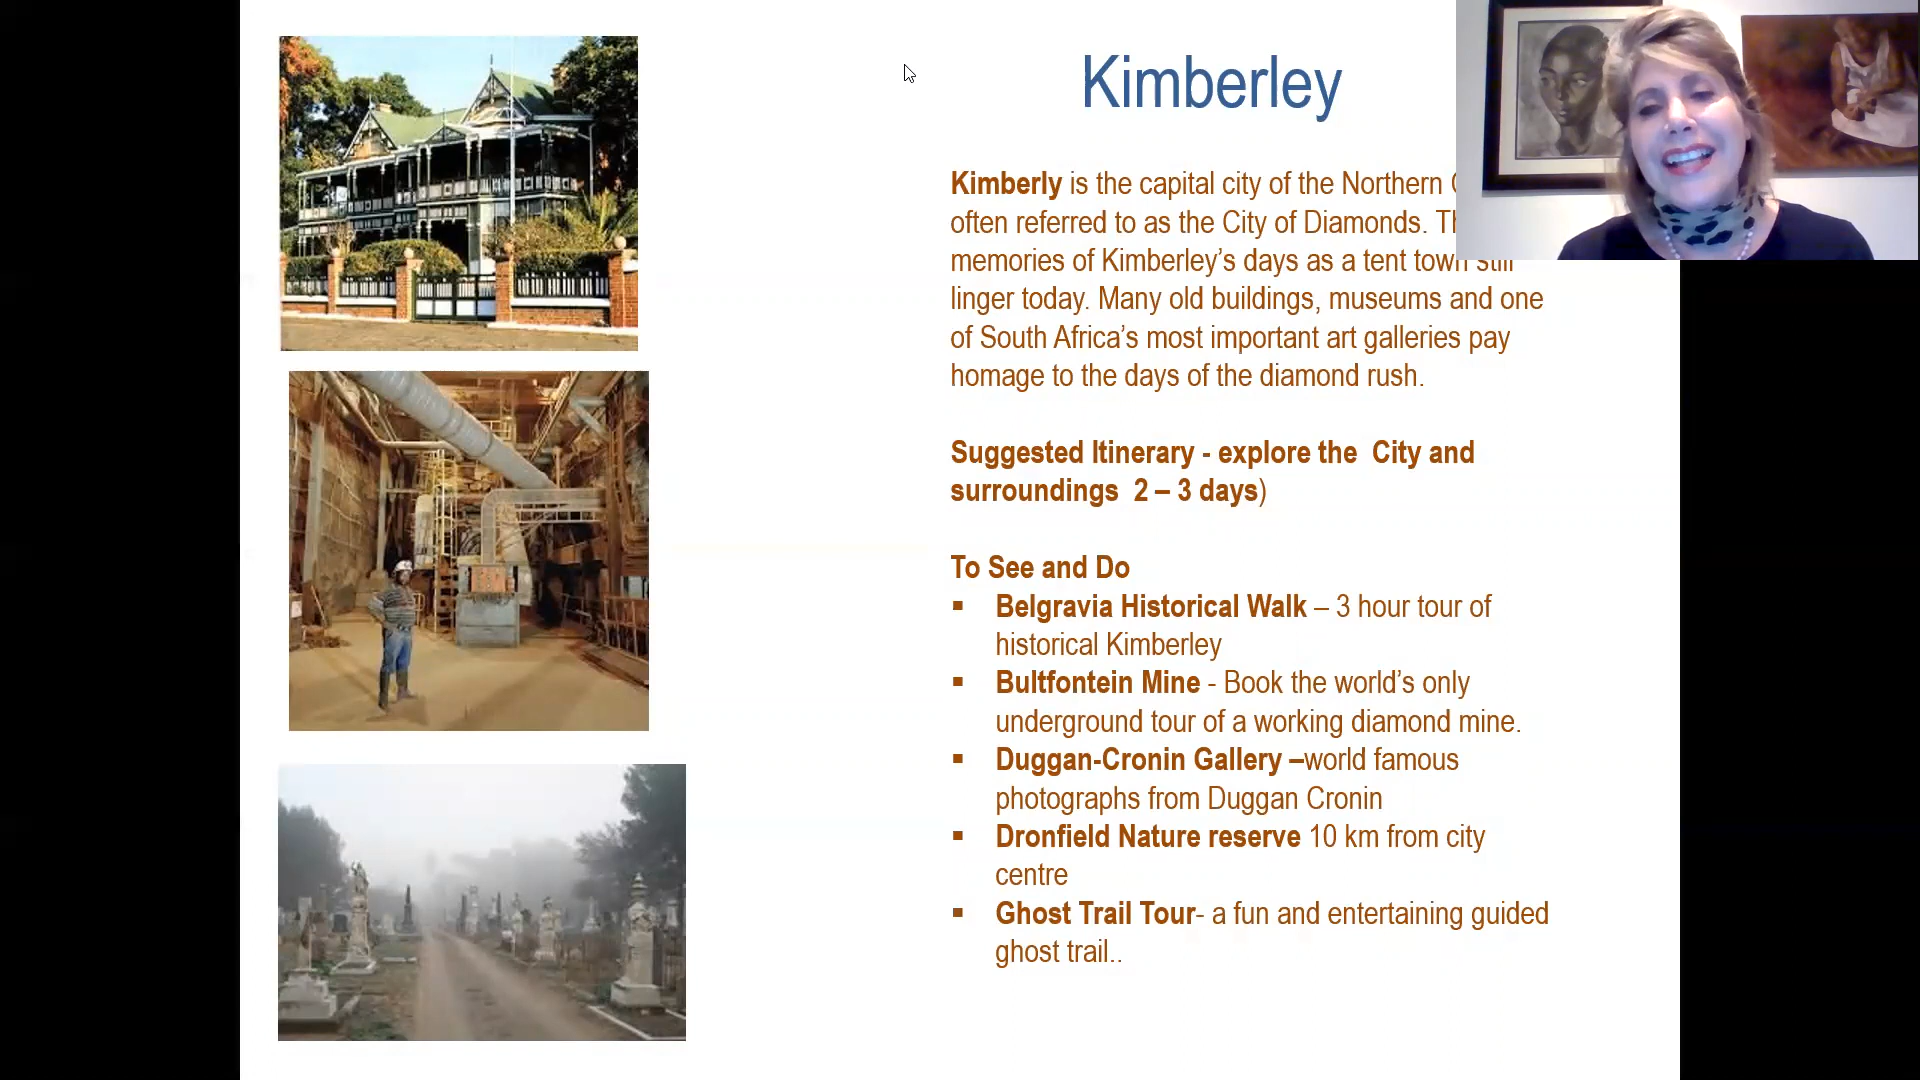 Kimberley
Kimberly is the capital city of the Northern
often referred to as the City of Diamonds.
memories of Kimberley’s days as a tent town still
linger today. Many old buildings, museums and one
of South Africa’s most important art galleries pay
homage to the days of the diamond rush.
Suggested Itinerary - explore the  City and
surroundings  2 – 3 days)
To See and Do
▪ Belgravia Historical Walk – 3 hour tour of
historical Kimberley
▪ Bultfontein Mine - Book the world’s only
underground tour of a working diamond mine.
▪ Duggan-Cronin Gallery –world famous
photographs from Duggan Cronin
▪ Dronfield Nature reserve 10 km from city
centre
▪ Ghost Trail Tour- a fun and entertaining guided
ghost trail..